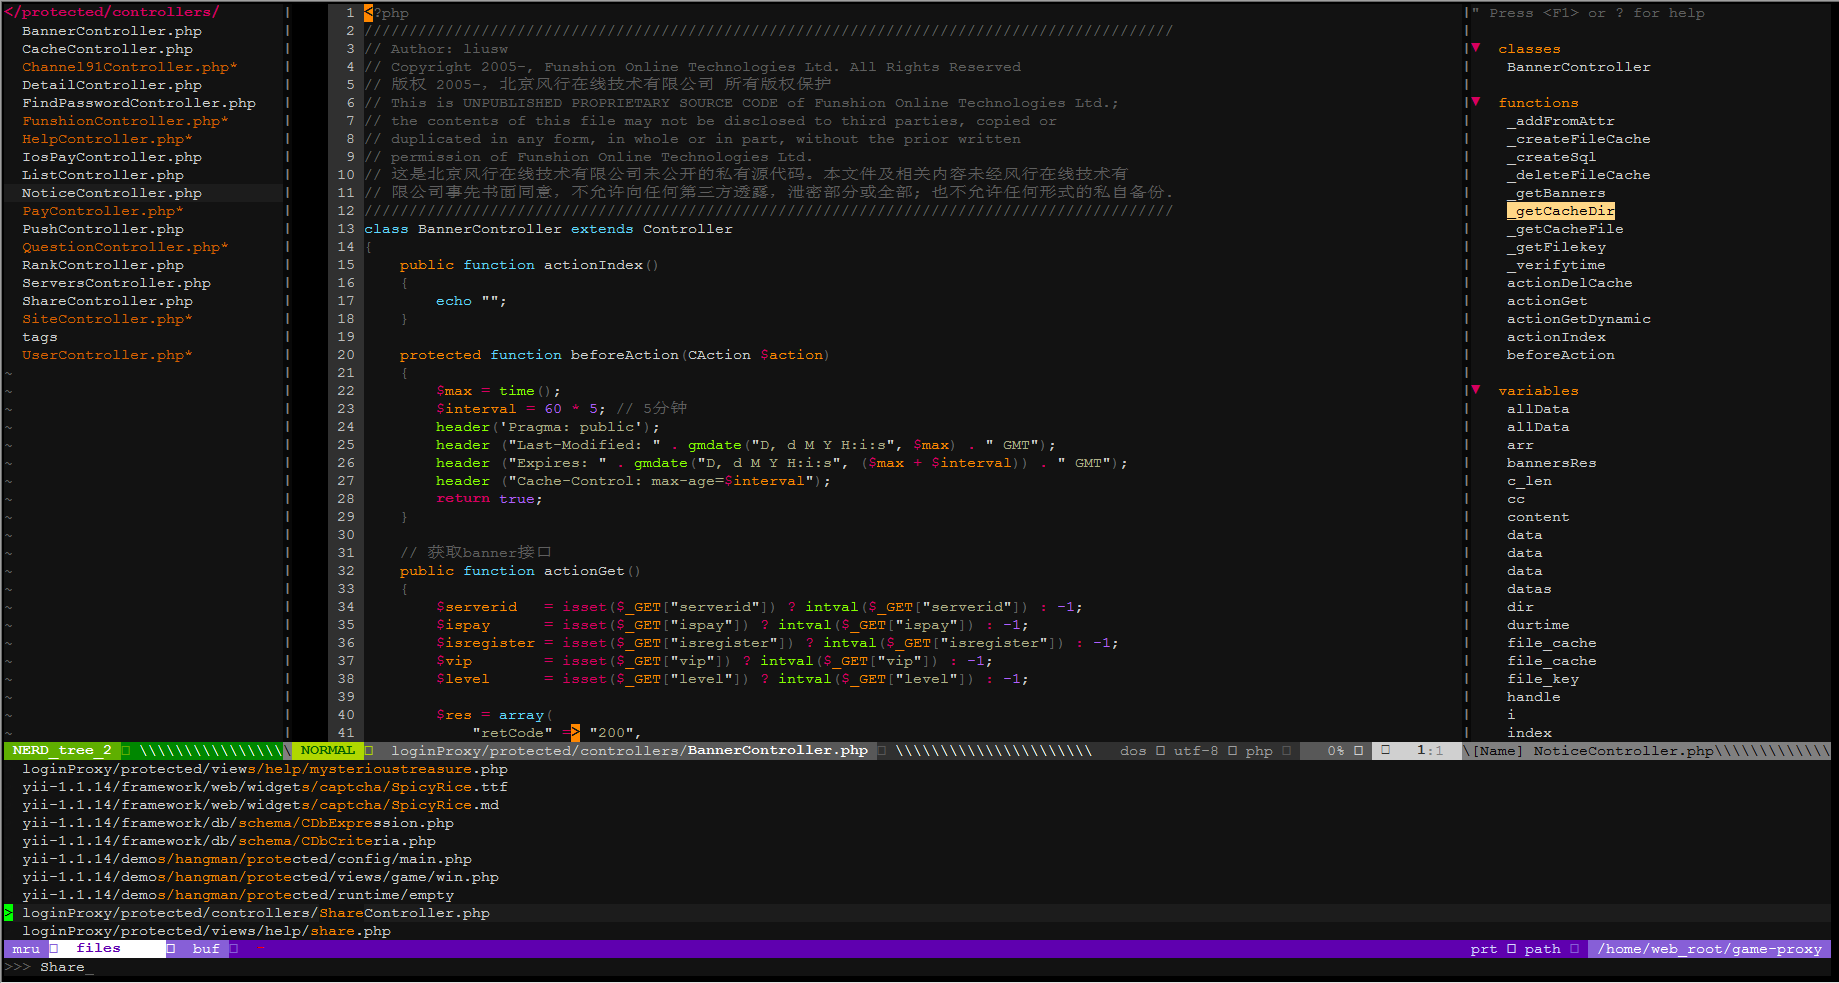 </protected/controllers/
BannerController.php
CacheController.php
Channel91Controller.php*
DetailController.php
FindPasswordController.php
FunshionController.php*
HelpController.php*
IosPayController.php
ListController.php
NoticeController.php
PayController.php*
PushController.php
QuestionController.php*
RankController.php
ServersController.php
ShareController.php
SiteController.php*
tags
UserController.php*
1 <?php
2 //////////////////////////////////////////////////////////////////////////////////////////
3 // Author: liusw
4 // Copyright 2005-, Funshion Online Technologies Ltd. All Rights Reserved
5 // 版权 2005-，北京风行在线技术有限公司 所有版权保护
6 // This is UNPUBLISHED PROPRIETARY SOURCE CODE of Funshion Online Technologies Ltd.;
7 // the contents of this file may not be disclosed to third parties, copied or
8 // duplicated in any form, in whole or in part, without the prior written
9 // permission of Funshion Online Technologies Ltd.
10 // 这是北京风行在线技术有限公司未公开的私有源代码。本文件及相关内容未经风行在线技术有
11 // 限公司事先书面同意，不允许向任何第三方透露，泄密部分或全部；也不允许任何形式的私自备份.
12 //////////////////////////////////////////////////////////////////////////////////////////
13 class BannerController extends Controller
14 {
15     public function actionIndex()
16     {
17         echo "";
18     }
19
20     protected function beforeAction(CAction $action)
21     {
22         $max = time();
23         $interval = 60 * 5; // 5分钟
24         header('Pragma: public');
25         header ("Last-Modified: " . gmdate("D, d M Y H:i:s", $max) . " GMT");
26         header ("Expires: " . gmdate("D, d M Y H:i:s", ($max + $interval)) . " GMT");
27         header ("Cache-Control: max-age=$interval");
28         return true;
29     }
30
31     // 获取banner接口
32     public function actionGet()
33     {
34         $serverid   = isset($_GET["serverid"]) ? intval($_GET["serverid"]) : -1;
35         $ispay      = isset($_GET["ispay"]) ? intval($_GET["ispay"]) : -1;
36         $isregister = isset($_GET["isregister"]) ? intval($_GET["isregister"]) : -1;
37         $vip        = isset($_GET["vip"]) ? intval($_GET["vip"]) : -1;
38         $level      = isset($_GET["level"]) ? intval($_GET["level"]) : -1;
39
40         $res = array(
41             "retCode" => "200",
" Press <F1> or ? for help
▼ classes
BannerController
▼ functions
_addFromAttr
_createFileCache
_createSql
_deleteFileCache
_getBanners
_getCacheDir
_getCacheFile
_getFilekey
_verifytime
actionDelCache
actionGet
actionGetDynamic
actionIndex
beforeAction
▼ variables
allData
allData
arr
bannersRes
c_len
cc
content
data
data
data
datas
dir
durtime
file_cache
file_cache
file_key
handle
i
index
NERD_tree_2 \\\\\\\\\\\\\\\\\ NORMAL loginProxy/protected/controllers/BannerController.php \\\\\\\\\\\\\\\\\\\\\\ dos utf-8 php 0% 1:1 \[Name] NoticeController.php\\\\\\\\\\\\\
loginProxy/protected/views/help/mysterioustreasure.php
yii-1.1.14/framework/web/widgets/captcha/SpicyRice.ttf
yii-1.1.14/framework/web/widgets/captcha/SpicyRice.md
yii-1.1.14/framework/db/schema/CDbExpression.php
yii-1.1.14/framework/db/schema/CDbCriteria.php
yii-1.1.14/demos/hangman/protected/config/main.php
yii-1.1.14/demos/hangman/protected/views/game/win.php
yii-1.1.14/demos/hangman/protected/runtime/empty
> loginProxy/protected/controllers/ShareController.php
loginProxy/protected/views/help/share.php
mru files buf - prt path /home/web_root/game-proxy
>>> Share_